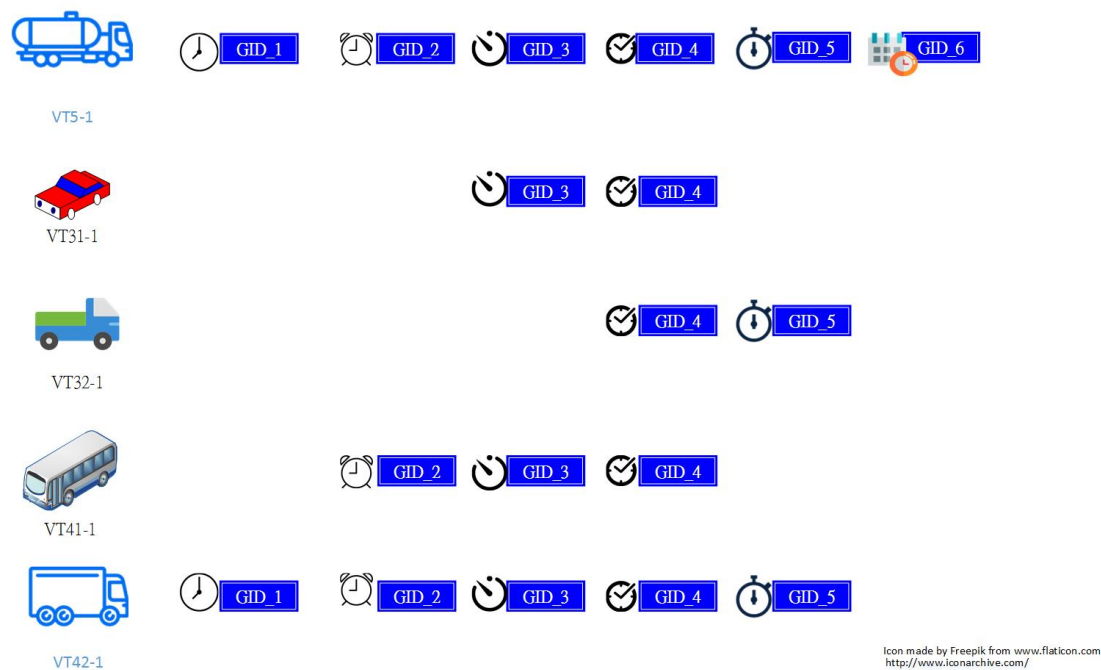 GID_1 GID_2 GID_3 GID_4 GID_5 GID_6
VT5-1
GID_3 GID_4
VT31-1
GID_4 GID_5
VT32-1
GID_2 GID_3 GID_4
VT41-1
GID_1 GID_2 GID_3 GID_4 GID_5
VT42-1
Icon made by Freepik from www.flaticon.com
http://www.iconarchive.com/